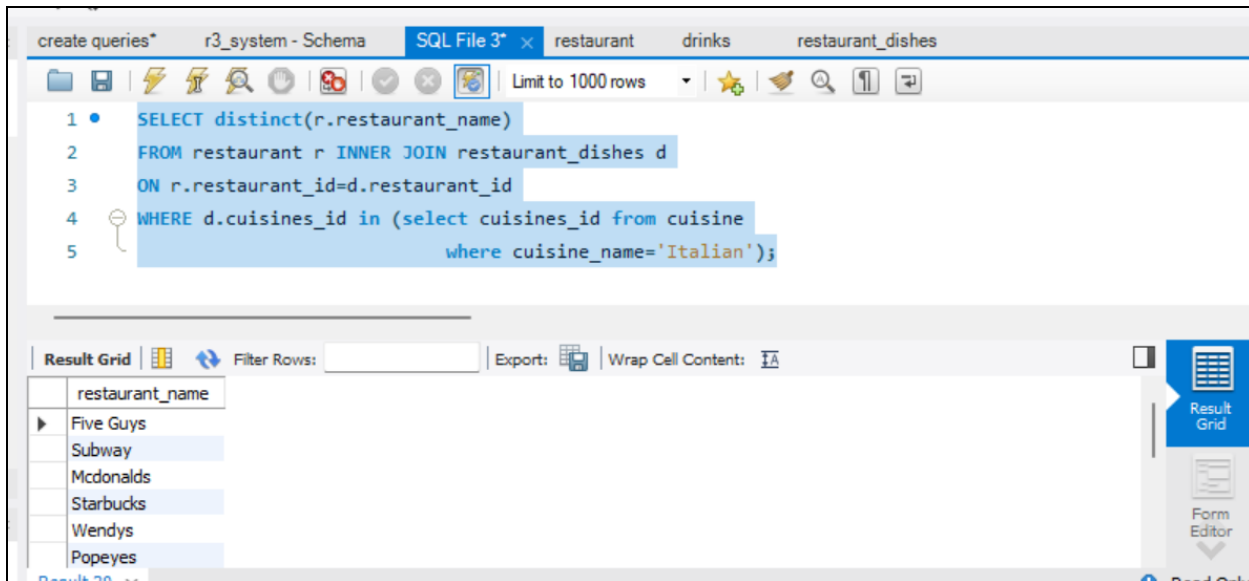 create queries* r3_system - Schema SQL File 3* restaurant drinks restaurant_dishes
Limit to 1000 rows
1 SELECT distinct(r.restaurant_name)
2 FROM restaurant r INNER JOIN restaurant_dishes d
3 ON r.restaurant_id=d.restaurant_id
4 WHERE d.cuisines_id in (select cuisines_id from cuisine
5 where cuisine_name='Italian');
Result Grid Filter Rows: Export: Wrap Cell Content:
restaurant_name
Five Guys
Subway
Mcdonalds
Starbucks
Wendys
Popeyes
Result
Grid
Form
Editor